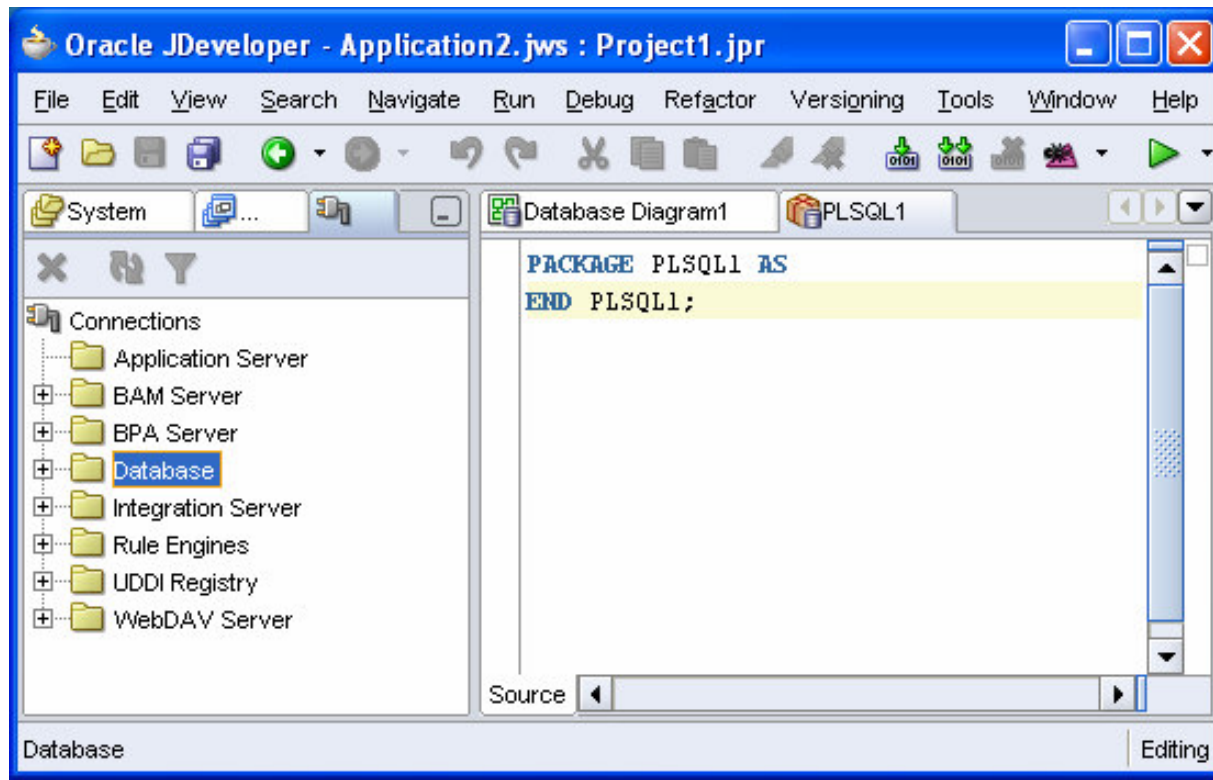 Oracle JDeveloper - Application2.jws : Project1.jpr
File Edit View Search Navigate Run Debug Refactor Versioning Tools Window Help
System ... Database Diagram1 PLSQL1
PACKAGE PLSQL1 AS
END PLSQL1;
Connections
Application Server
BAM Server
BPA Server
Database
Integration Server
Rule Engines
UDDI Registry
WebDAV Server
Source
Database Editing